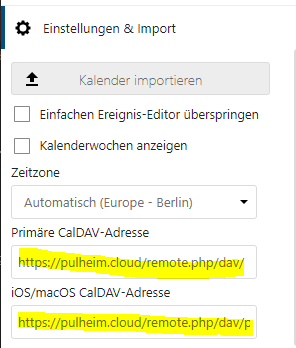 Einstellungen & Import
Kalender importieren
Einfachen Ereignis-Editor überspringen
Kalenderwochen anzeigen
Zeitzone
Automatisch (Europe - Berlin)
Primäre CalDAV-Adresse
https://pulheim.cloud/remote.php/dav/
iOS/macOS CalDAV-Adresse
https://pulheim.cloud/remote.php/dav/p